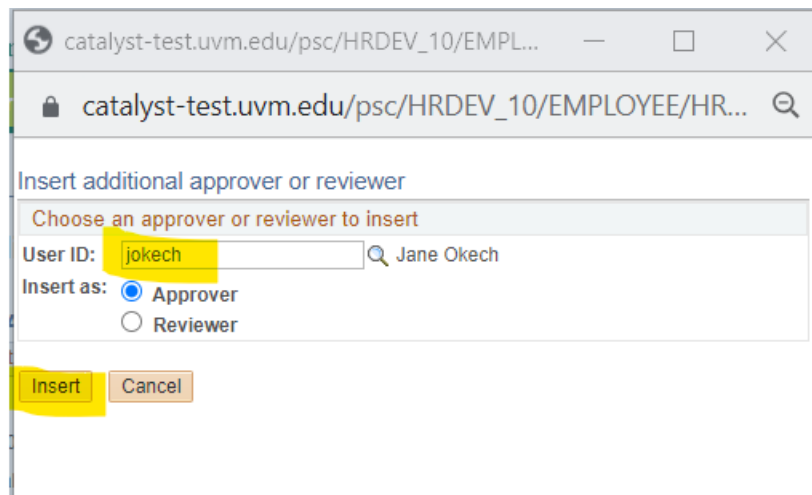 catalyst-test.uvm.edu/psc/HRDEV_10/EMPL...
catalyst-test.uvm.edu/psc/HRDEV_10/EMPLOYEE/HR...
Insert additional approver or reviewer
Choose an approver or reviewer to insert
User ID: jokech Jane Okech
Insert as: Approver
Reviewer
Insert Cancel